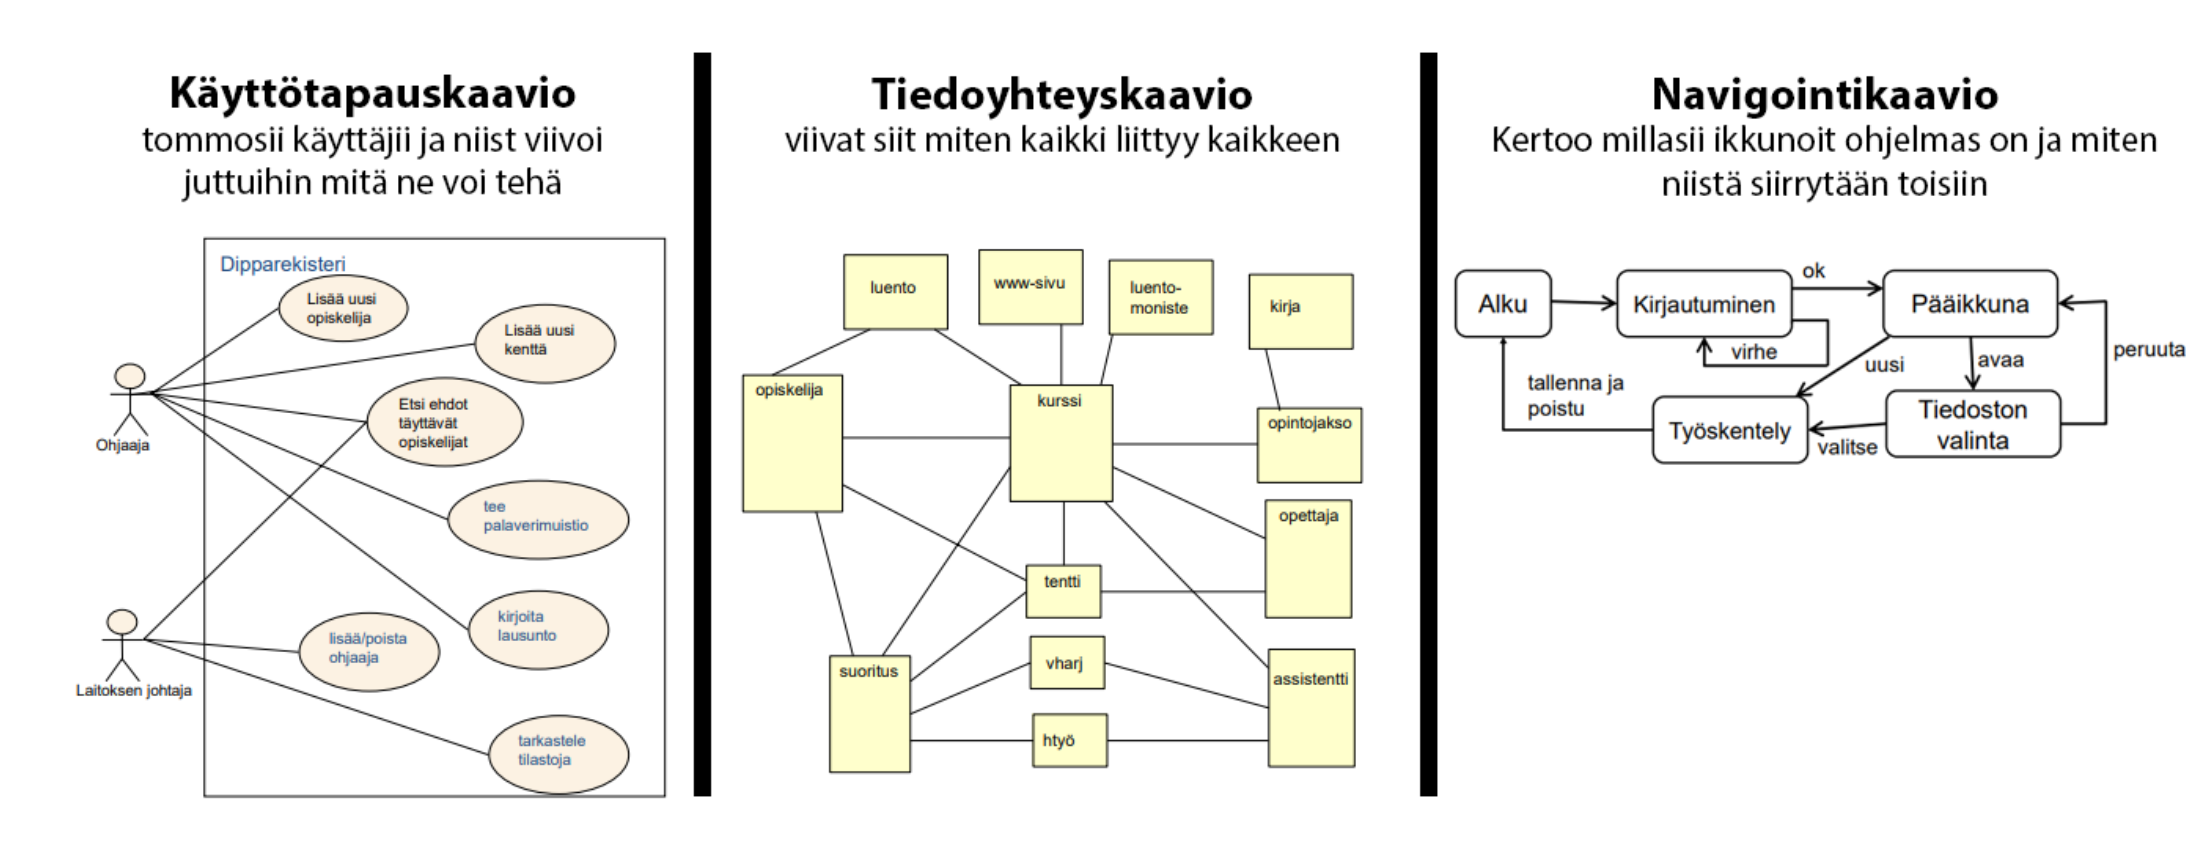 Käyttötapauskaavio
tommosii käyttäjii ja niist viivoi
juttuihin mitä ne voi tehä
Dipparekisteri
Lisää uusi
opiskelija
Lisää uusi
kenttä
Etsi ehdot
täyttävät
opiskelijat
Ohjaaja
tee
palaverimuistio
kirjoita
lausunto
lisää/poista
ohjaaja
Laitoksen johtaja
tarkastele
tilastoja
Tiedoyhteyskaavio
viivat siit miten kaikki liittyy kaikkeen
luento
www-sivu
luento-
moniste
kirja
opiskelija
kurssi
opintojakso
opettaja
tentti
vharj
suoritus
assistentti
htyö
Navigointikaavio
Kertoo millasii ikkunoit ohjelmas on ja miten
niistä siirrytään toisiin
Alku
Kirjautuminen
ok
Pääikkuna
virhe
uusi
avaa
peruuta
tallenna ja
poistu
Työskentely
valitse
Tiedoston
valinta